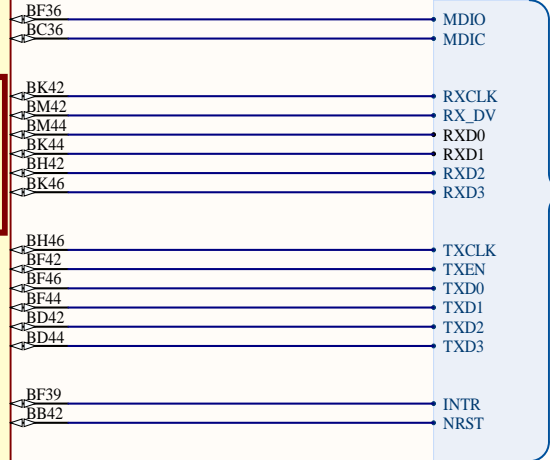 BF36 MDIO
BC36 MDIC
BK42 RXCLK
BM42 RX_DV
BM44 RXD0
BK44 RXD1
BH42 RXD2
BK46 RXD3
BH46 TXCLK
BF42 TXEN
BF46 TXD0
BF44 TXD1
BD42 TXD2
BD44 TXD3
BF39 INTR
BB42 NRST